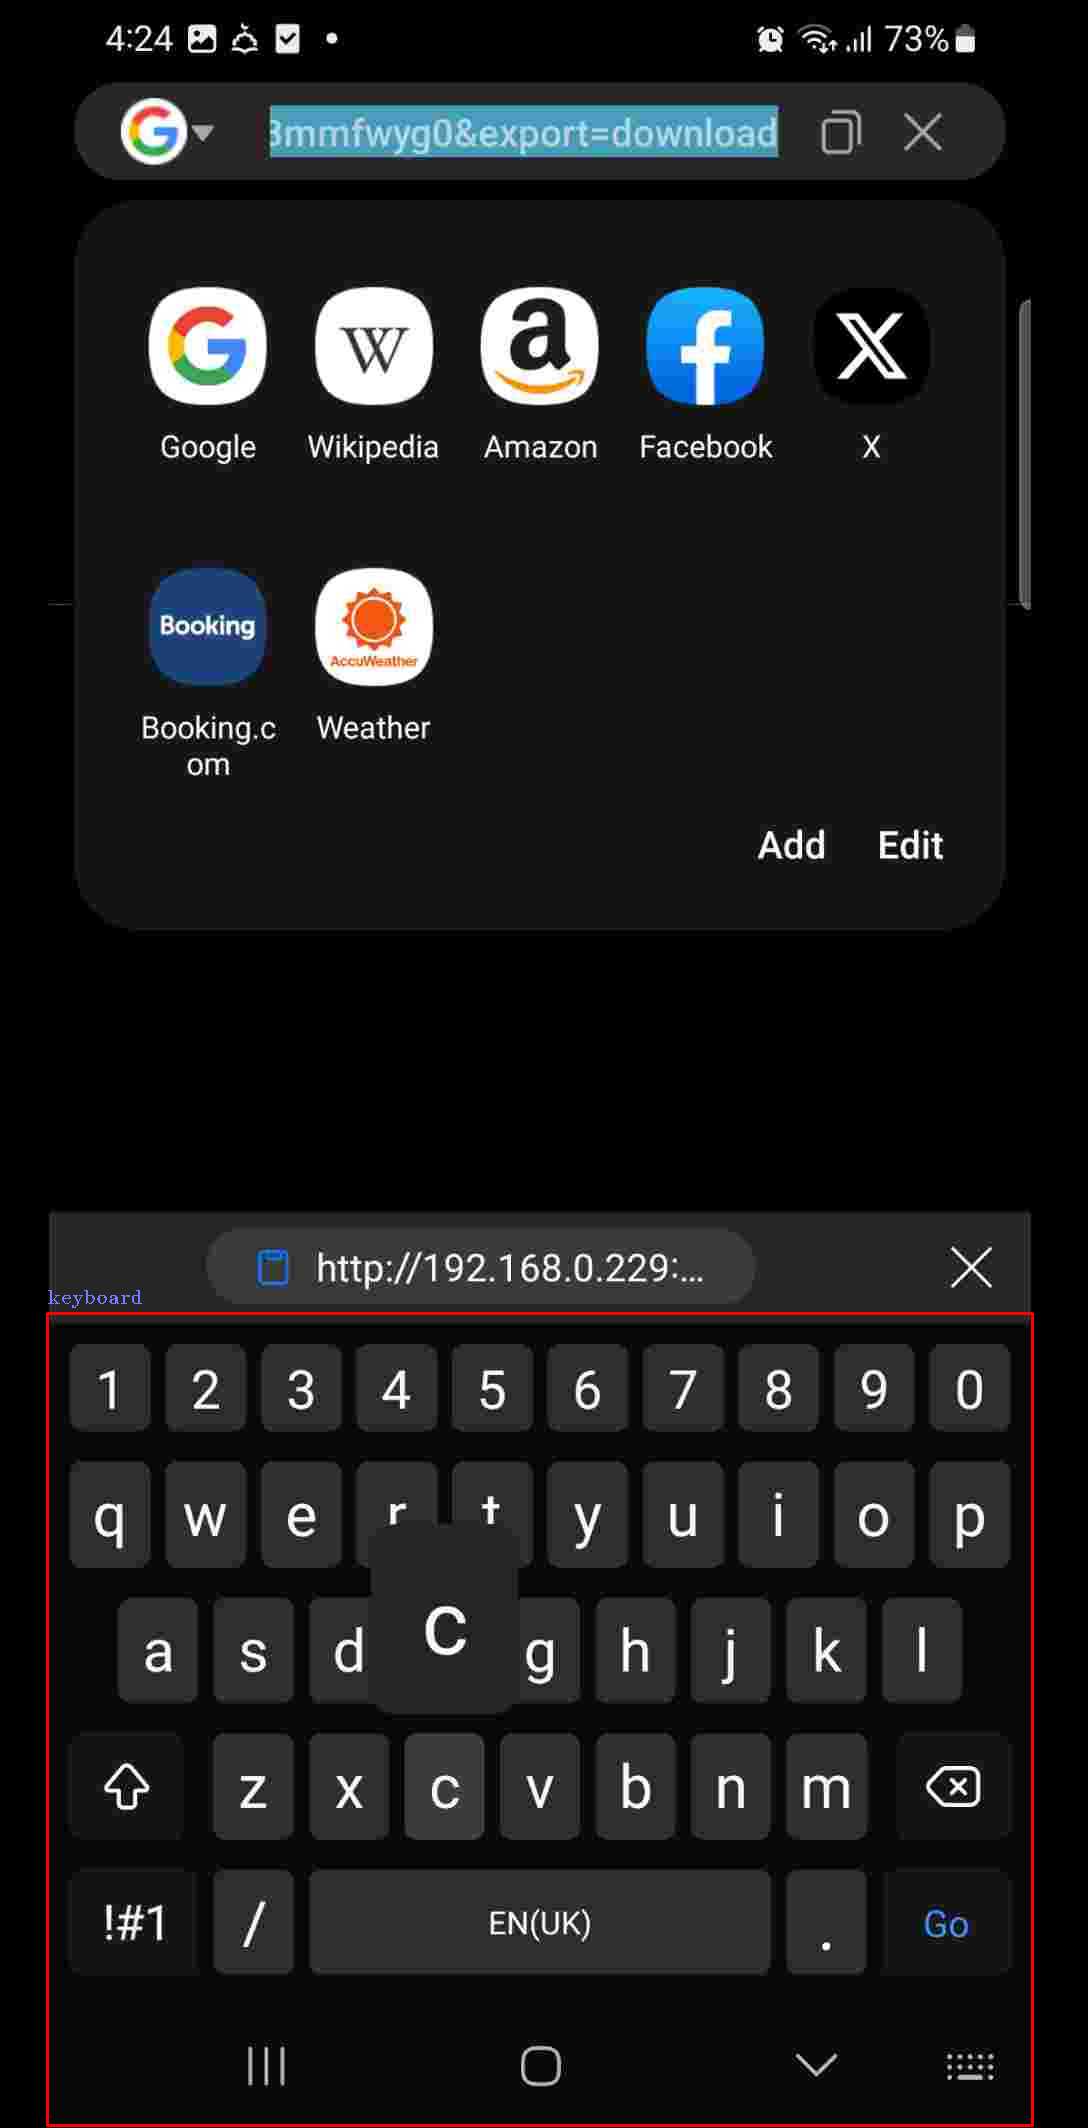 4:24 73%
3mmfwyg0&export=download
Google Wikipedia Amazon Facebook X
Booking AccuWeather
Booking.c
om
Weather
Add Edit
http://192.168.0.229:...
keyboard
1 2 3 4 5 6 7 8 9 0
q w e r t y u i o p
a s d c g h j k l
z x c v b n m
!#1 / EN(UK) . Go